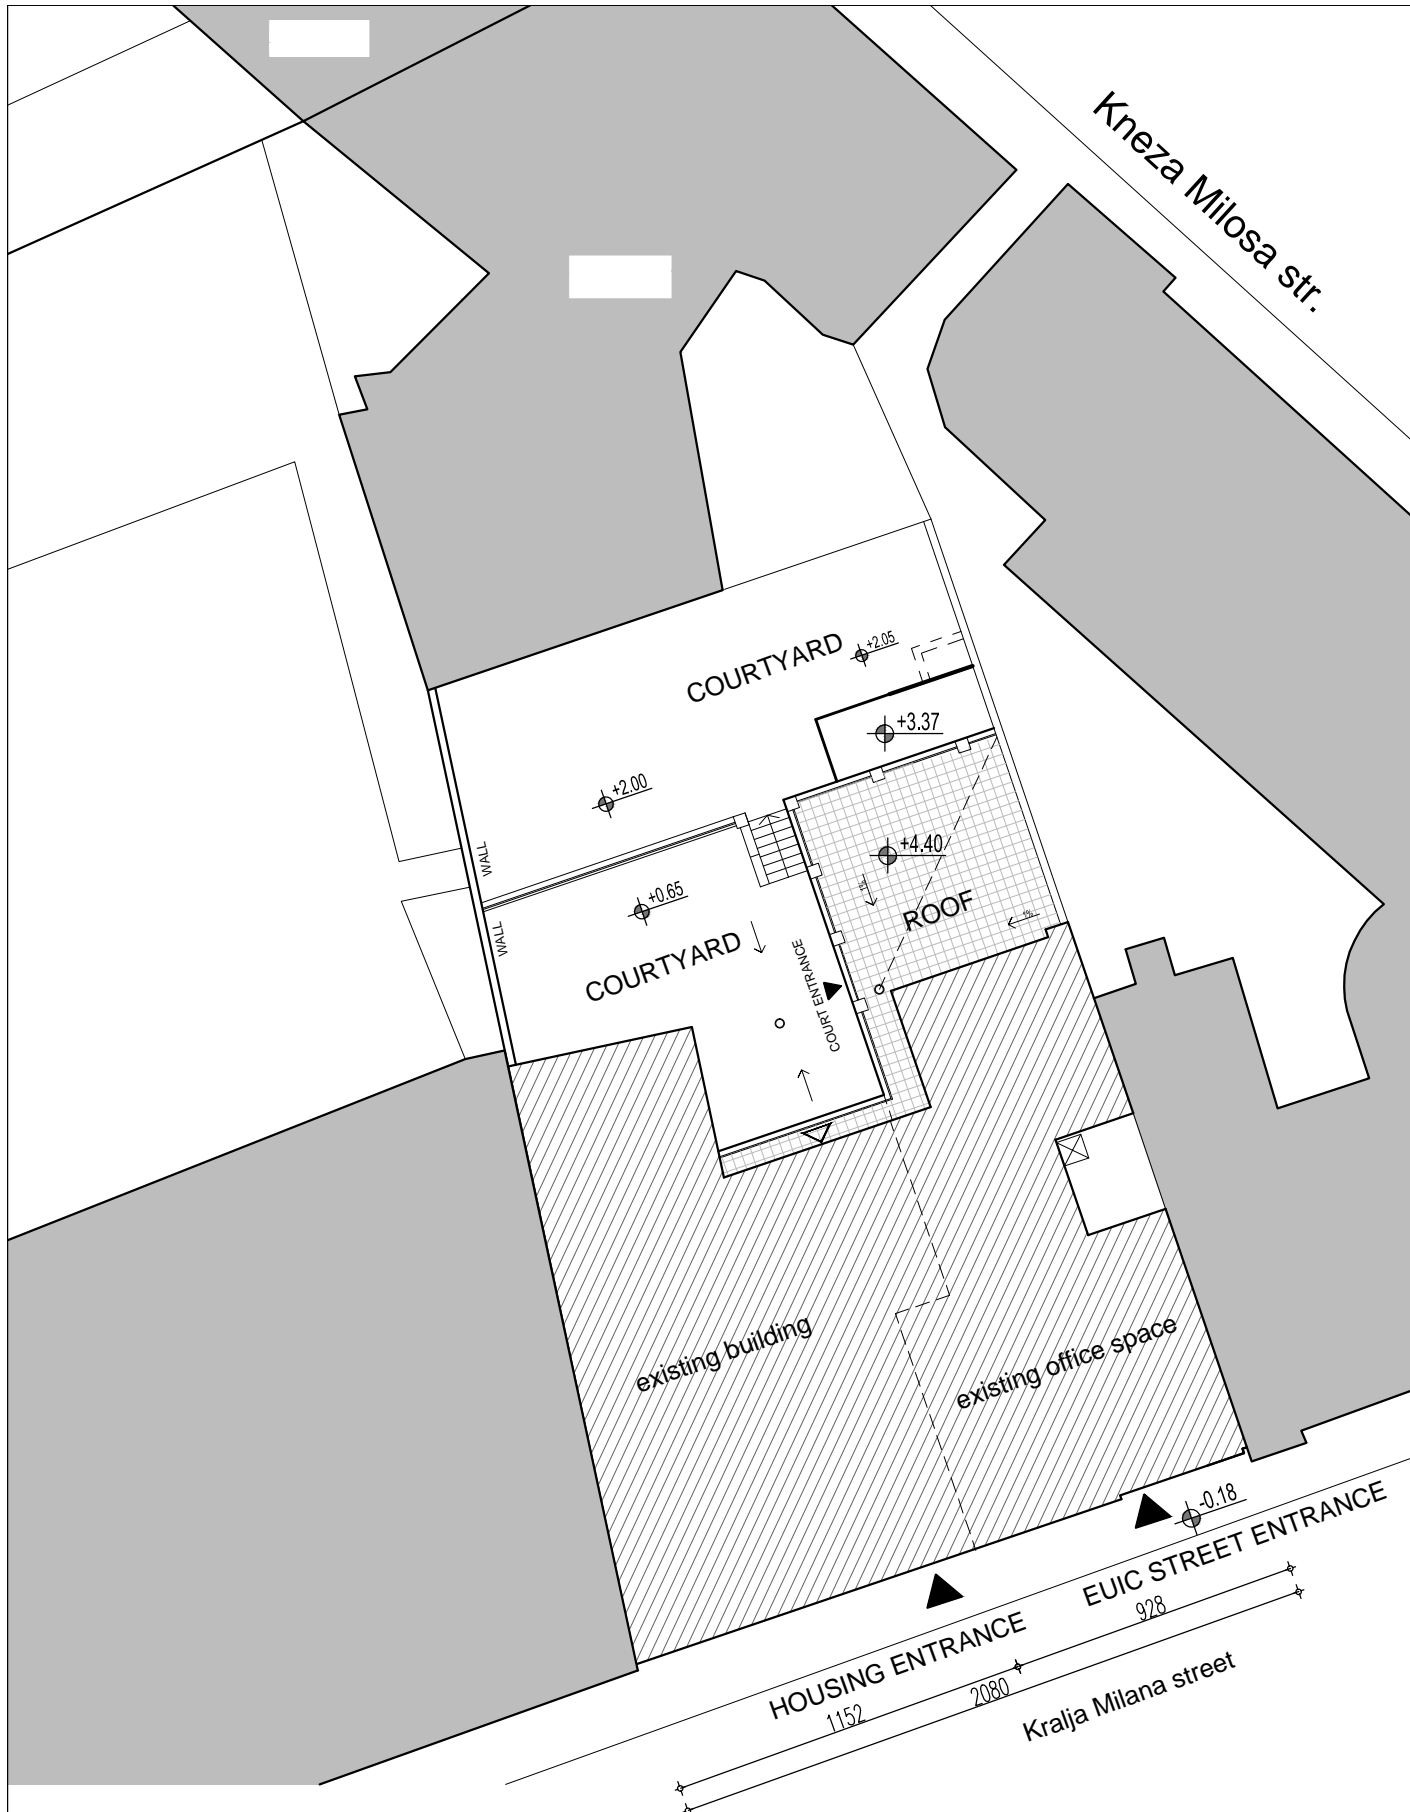 Kneza Milosa str.
COURTYARD
+2.05
+3.37
+2.00
+4.40
WALL
+0.65
1%
ROOF
1%
WALL
COURTYARD
COURT ENTRANCE
existing building
existing office space
-0.18
EUIC STREET ENTRANCE
HOUSING ENTRANCE
928
2080
1152
Kralja Milana street